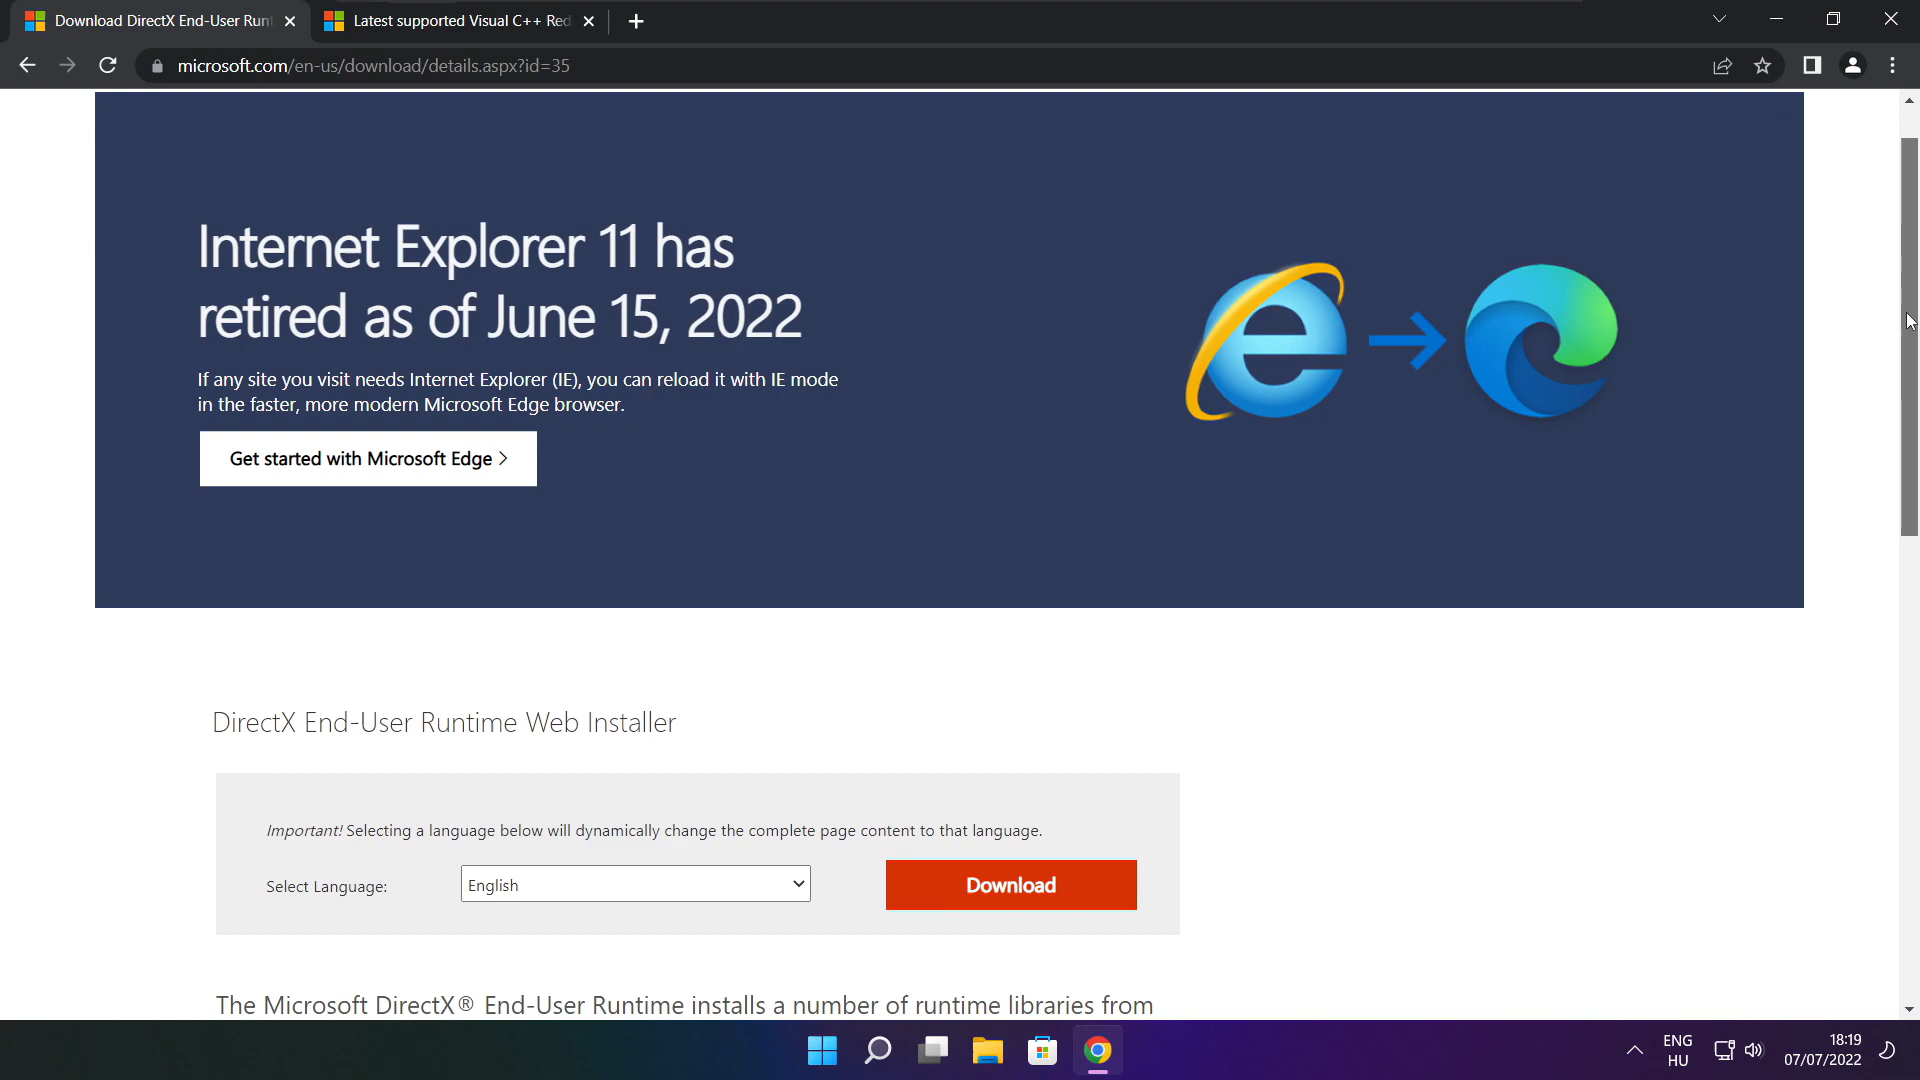 Download DirectX End-User Runt
Latest supported Visual C++ Red
microsoft.com/en-us/download/details.aspx?id=35
Internet Explorer 11 has
retired as of June 15, 2022
If any site you visit needs Internet Explorer (IE), you can reload it with IE mode
in the faster, more modern Microsoft Edge browser.
Get started with Microsoft Edge >
DirectX End-User Runtime Web Installer
Important! Selecting a language below will dynamically change the complete page content to that language.
Select Language:
English
Download
The Microsoft DirectX® End-User Runtime installs a number of runtime libraries from
ENG
HU
18:19
07/07/2022